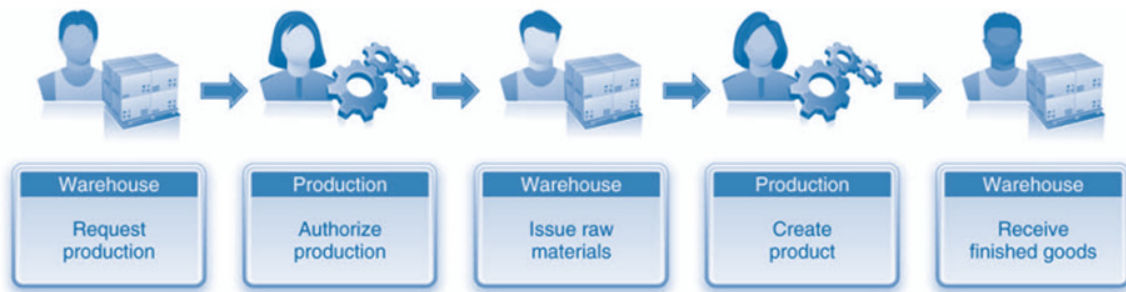 Warehouse
Request
production
Production
Authorize
production
Warehouse
Issue raw
materials
Production
Create
product
Warehouse
Receive
finished goods